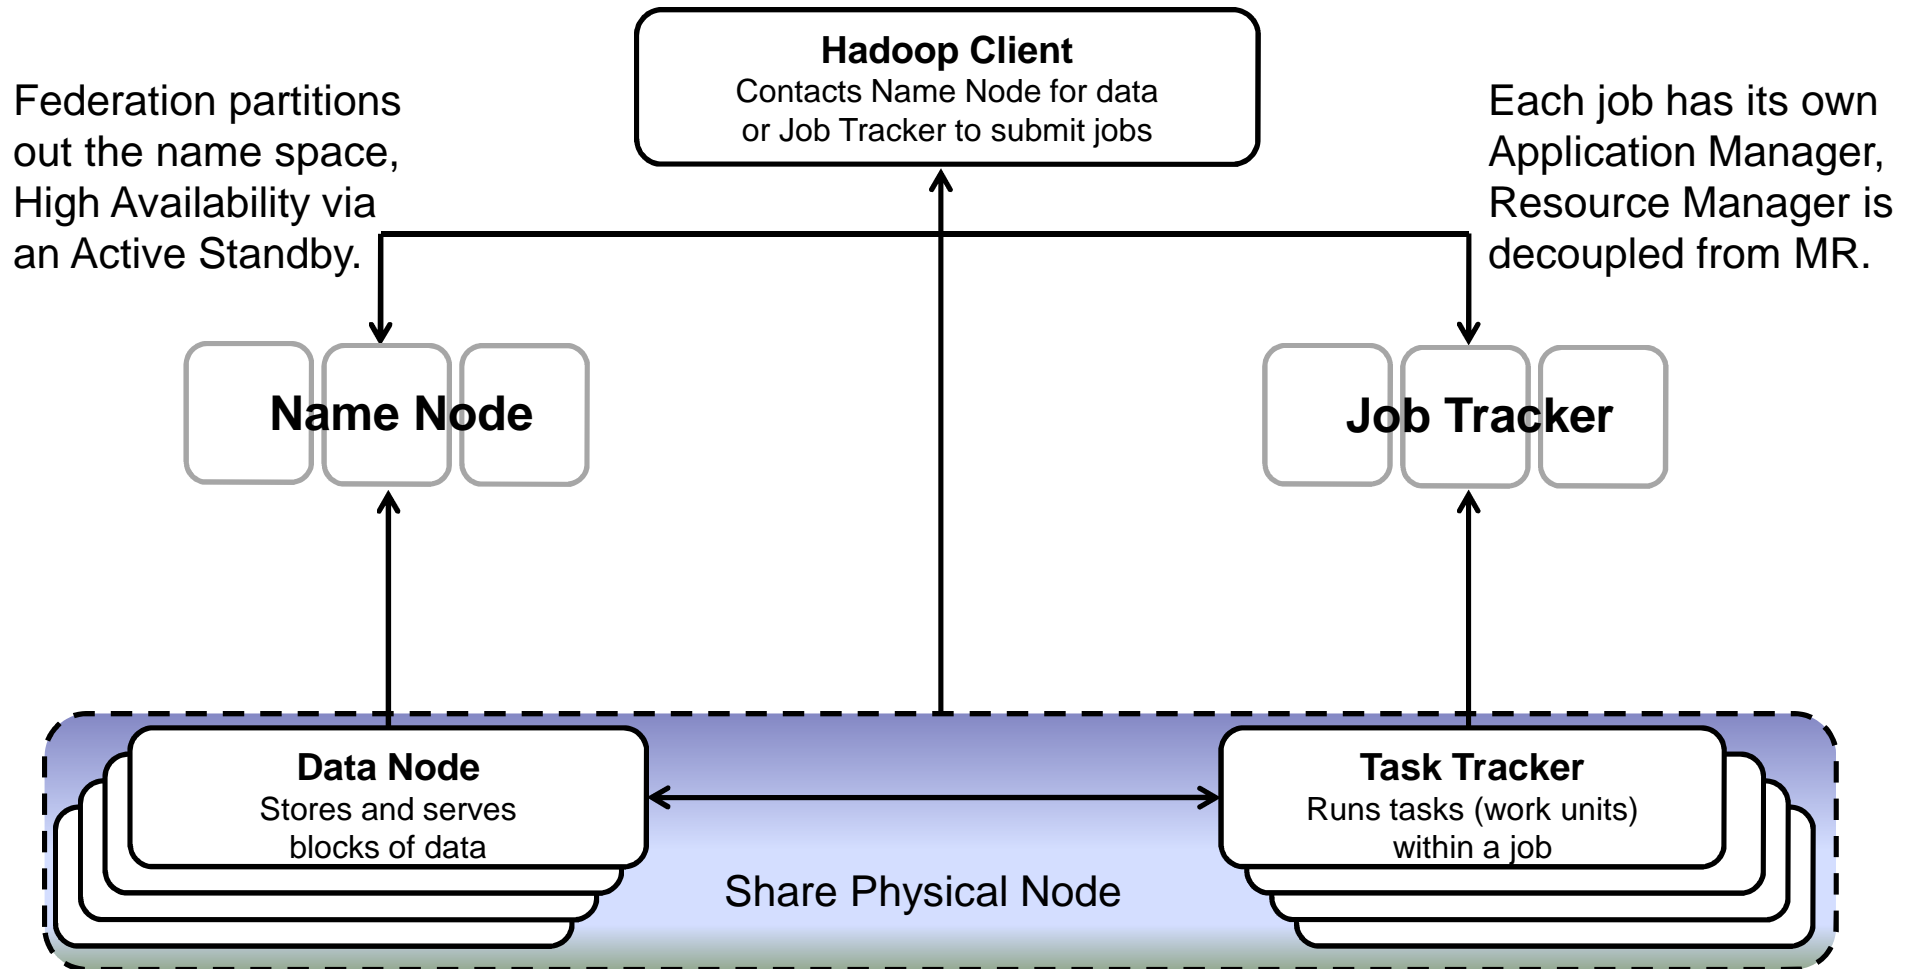 Hadoop Client
Contacts Name Node for data
or Job Tracker to submit jobs
Federation partitions
out the name space,
High Availability via
an Active Standby.
Each job has its own
Application Manager,
Resource Manager is
decoupled from MR.
Name Node
Job Tracker
Data Node
Stores and serves
blocks of data
Task Tracker
Runs tasks (work units)
within a job
Share Physical Node